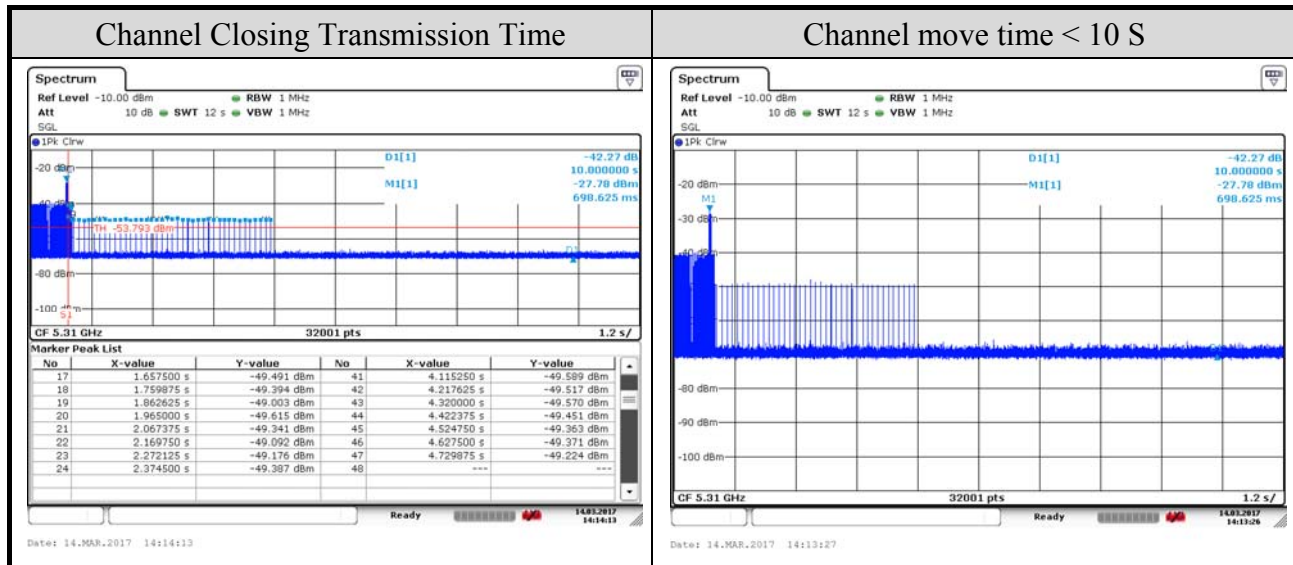 Channel Closing Transmission Time
Channel move time < 10 S
Spectrum
Ref Level -10.00 dBm RBW 1 MHz
Att 10 dB SWT 12 s VBW 1 MHz
SGL
1Pk Clrw
D1[1] -42.27 dB
10.000000 s
M1[1] -27.78 dBm
698.625 ms
-20 dBm
-40 dBm
TH -53.793 dBm
D1
-80 dBm
-100 dBm
S1
CF 5.31 GHz 32001 pts 1.2 s/
Marker Peak List
No X-value Y-value No X-value Y-value
17 1.657500 s -49.491 dBm 41 4.115250 s -49.589 dBm
18 1.759875 s -49.394 dBm 42 4.217625 s -49.517 dBm
19 1.862625 s -49.003 dBm 43 4.320000 s -49.570 dBm
20 1.965000 s -49.615 dBm 44 4.422375 s -49.451 dBm
21 2.067375 s -49.341 dBm 45 4.524750 s -49.363 dBm
22 2.169750 s -49.092 dBm 46 4.627500 s -49.371 dBm
23 2.272125 s -49.176 dBm 47 4.729875 s -49.224 dBm
24 2.374500 s -49.387 dBm 48 --- ---
Ready 14.03.2017
14:14:13
Date: 14.MAR.2017 14:14:13
Spectrum
Ref Level -10.00 dBm RBW 1 MHz
Att 10 dB SWT 12 s VBW 1 MHz
SGL
1Pk Clrw
D1[1] -42.27 dB
10.000000 s
M1[1] -27.78 dBm
698.625 ms
-20 dBm
M1
-30 dBm
-40 dBm
-80 dBm
-90 dBm
-100 dBm
CF 5.31 GHz 32001 pts 1.2 s/
Ready 14.03.2017
14:13:26
Date: 14.MAR.2017 14:13:27